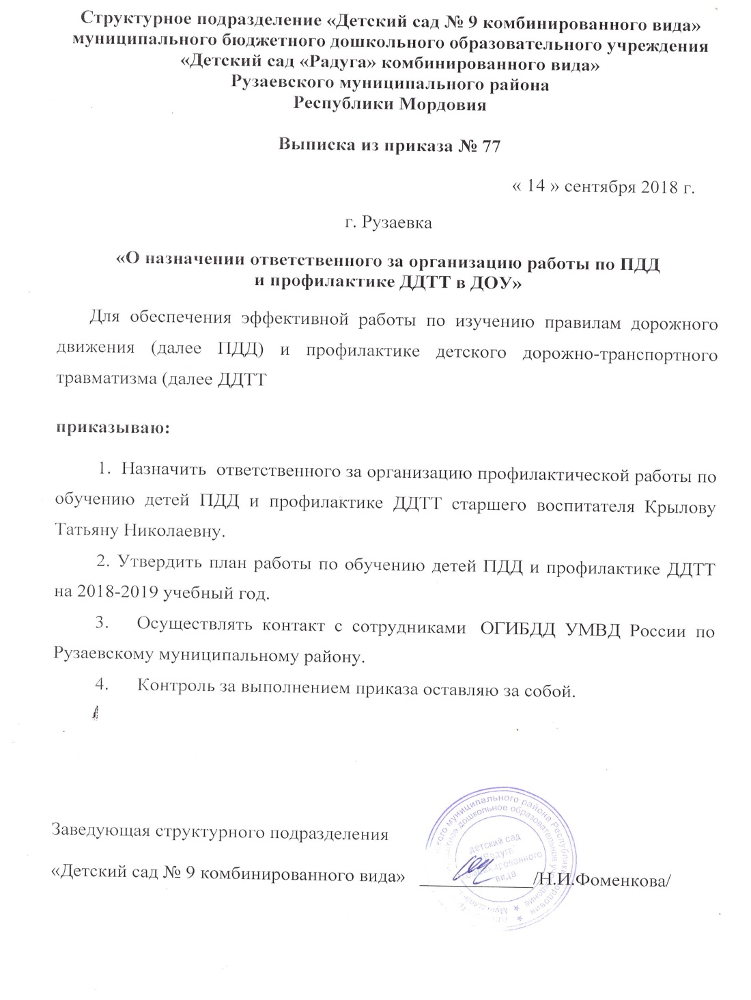 Структурное подразделение «Детский сад № 9 комбинированного вида»
муниципального бюджетного дошкольного образовательного учреждения
«Детский сад «Радуга» комбинированного вида»
Рузаевского муниципального района
Республики Мордовия
Выписка из приказа № 77
« 14 » сентября 2018 г.
г. Рузаевка
«О назначении ответственного за организацию работы по ПДД
и профилактике ДДТТ в ДОУ»
Для обеспечения эффективной работы по изучению правилам дорожного
движения (далее ПДД) и профилактике детского дорожно-транспортного
травматизма (далее ДДТТ
приказываю:
1. Назначить ответственного за организацию профилактической работы по
обучению детей ПДД и профилактике ДДТТ старшего воспитателя Крылову
Татьяну Николаевну.
2. Утвердить план работы по обучению детей ПДД и профилактике ДДТТ
на 2018-2019 учебный год.
3. Осуществлять контакт с сотрудниками ОГИБДД УМВД России по
Рузаевскому муниципальному району.
4. Контроль за выполнением приказа оставляю за собой.
Заведующая структурного подразделения
«Детский сад № 9 комбинированного вида» ____________/Н.И.Фоменкова/
муниципального района Республики
дошкольное образовательное учреждение
детский сад
Радуга
вида